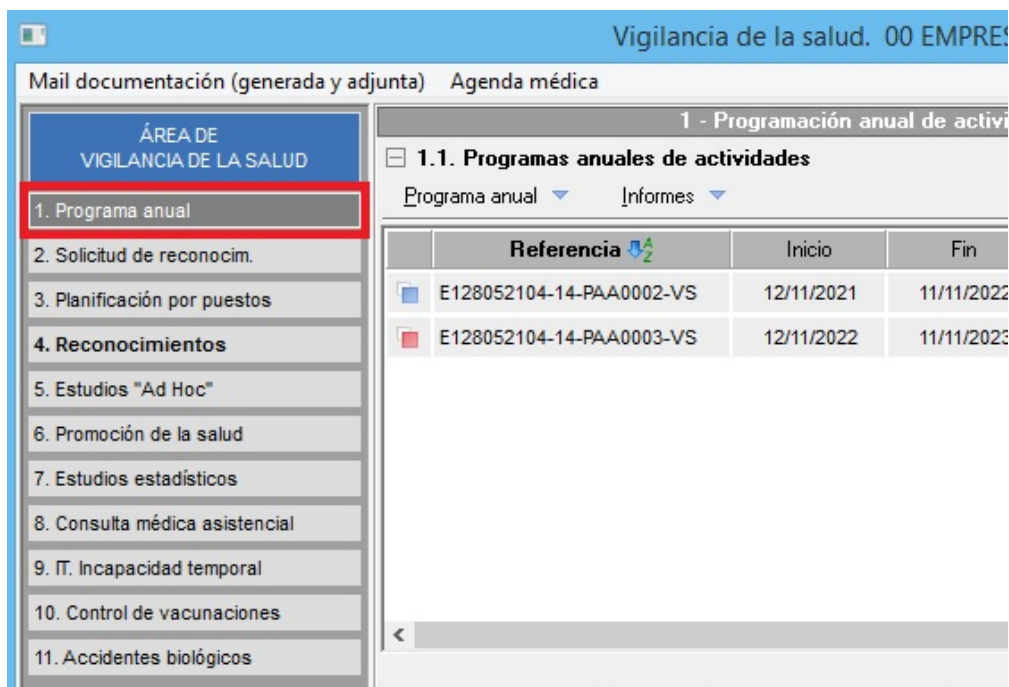 Vigilancia de la salud. 00 EMPRES
Mail documentación (generada y adjunta) Agenda médica
ÁREA DE
VIGILANCIA DE LA SALUD
1. Programa anual
2. Solicitud de reconocim.
3. Planificación por puestos
4. Reconocimientos
5. Estudios "Ad Hoc"
6. Promoción de la salud
7. Estudios estadísticos
8. Consulta médica asistencial
9. IT. Incapacidad temporal
10. Control de vacunaciones
11. Accidentes biológicos
1 - Programación anual de activi
1.1. Programas anuales de actividades
Programa anual Informes
Referencia Inicio Fin
E128052104-14-PAA0002-VS 12/11/2021 11/11/2022
E128052104-14-PAA0003-VS 12/11/2022 11/11/2023